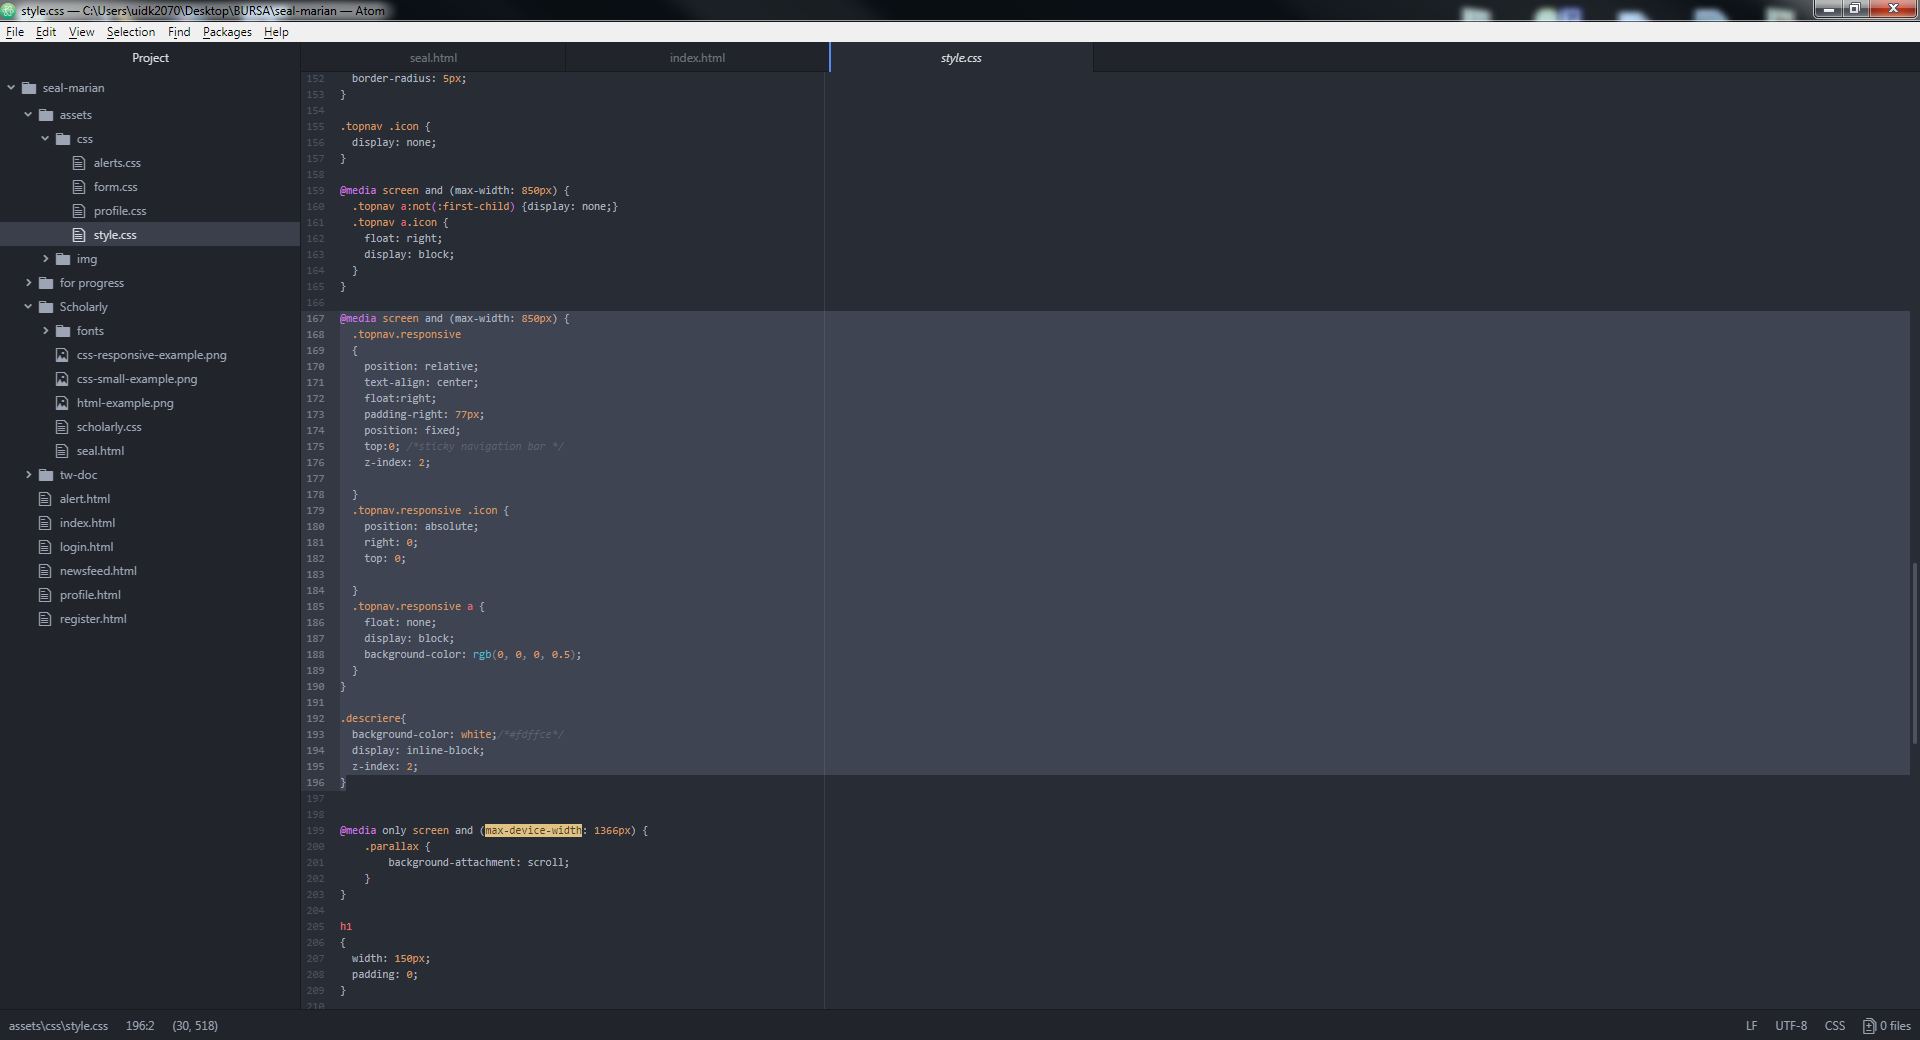 style.css — C:\Users\uidk2070\Desktop\BURSA\seal-marian — Atom
File Edit View Selection Find Packages Help
Project
seal-marian
assets
css
alerts.css
form.css
profile.css
style.css
img
for progress
Scholarly
fonts
css-responsive-example.png
css-small-example.png
html-example.png
scholarly.css
seal.html
tw-doc
alert.html
index.html
login.html
newsfeed.html
profile.html
register.html
seal.html index.html style.css
152 border-radius: 5px;
153 }
154
155 .topnav .icon {
156 display: none;
157 }
158
159 @media screen and (max-width: 850px) {
160 .topnav a:not(:first-child) {display: none;}
161 .topnav a.icon {
162 float: right;
163 display: block;
164 }
165 }
166
167 @media screen and (max-width: 850px) {
168 .topnav.responsive
169 {
170 position: relative;
171 text-align: center;
172 float:right;
173 padding-right: 77px;
174 position: fixed;
175 top:0; /*sticky navigation bar */
176 z-index: 2;
177
178 }
179 .topnav.responsive .icon {
180 position: absolute;
181 right: 0;
182 top: 0;
183
184 }
185 .topnav.responsive a {
186 float: none;
187 display: block;
188 background-color: rgb(0, 0, 0, 0.5);
189 }
190 }
191
192 .descriere{
193 background-color: white;/*#fdffce*/
194 display: inline-block;
195 z-index: 2;
196 }
197
198
199 @media only screen and (max-device-width: 1366px) {
200 .parallax {
201 background-attachment: scroll;
202 }
203 }
204
205 h1
206 {
207 width: 150px;
208 padding: 0;
209 }
210
assets\css\style.css 196:2 (30, 518) LF UTF-8 CSS 0 files